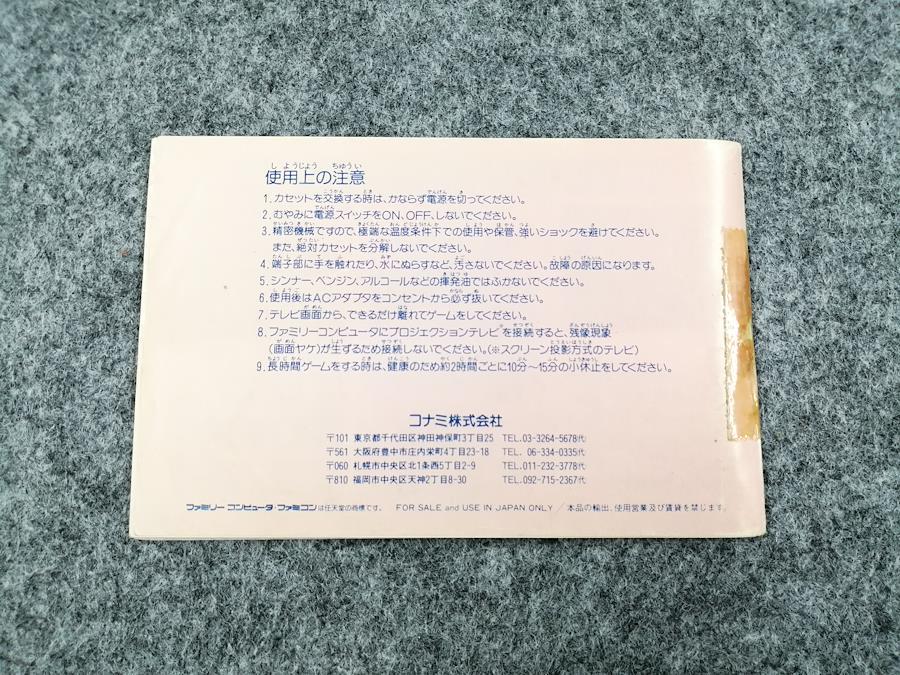 使用上の注意
1. カセットを交換する時は、かならず電源を切ってください。
2. むやみに電源スイッチをON、OFF、しないでください。
3. 精密機械ですので、極端な温度条件下での使用や保管、強いショックを避けてください。
また、絶対カセットを分解しないでください。
4. 端子部に手を触れたり、水にぬらすなど、汚さないでください。故障の原因になります。
5. シンナー、ベンジン、アルコールなどの揮発油ではふかないでください。
6. 使用後はACアダプタをコンセントから必ず抜いてください。
7. テレビ画面から、できるだけ離れてゲームをしてください。
8. ファミリーコンピュータにプロジェクションテレビ※を接続すると、残像現象
(画面ヤケ)が生ずるため接続しないでください。(※スクリーン投影方式のテレビ)
9. 長時間ゲームをする時は、健康のため約2時間ごとに10分～15分の小休止をしてください。
コナミ株式会社
〒101 東京都千代田区神田神保町3丁目25 TEL.03-3264-5678代
〒561 大阪府豊中市庄内栄町4丁目23-18 TEL. 06-334-0335代
〒060 札幌市中央区北1条西5丁目2-9 TEL.011-232-3778代
〒810 福岡市中央区天神2丁目8-30 TEL.092-715-2367代
ファミリーコンピュータ・ファミコンは任天堂の商標です。 FOR SALE and USE IN JAPAN ONLY／本品の輸出、使用営業及び賃貸を禁じます。